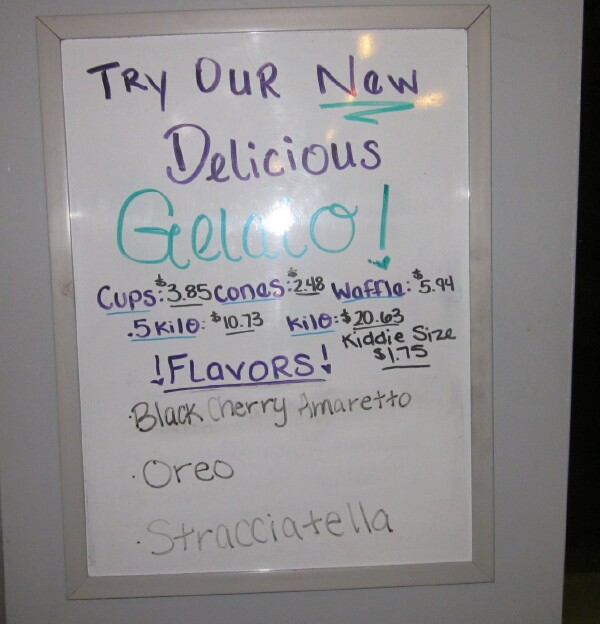 TRY OUR New
Delicious
Gelato!
Cups: $3.85 Cones: $2.48 Waffle: $5.94
.5 Kilo: $10.73 Kilo: $20.63
Kiddie Size
$1.75
!FLAVORS!
·Black Cherry Amaretto
·Oreo
·Stracciatella